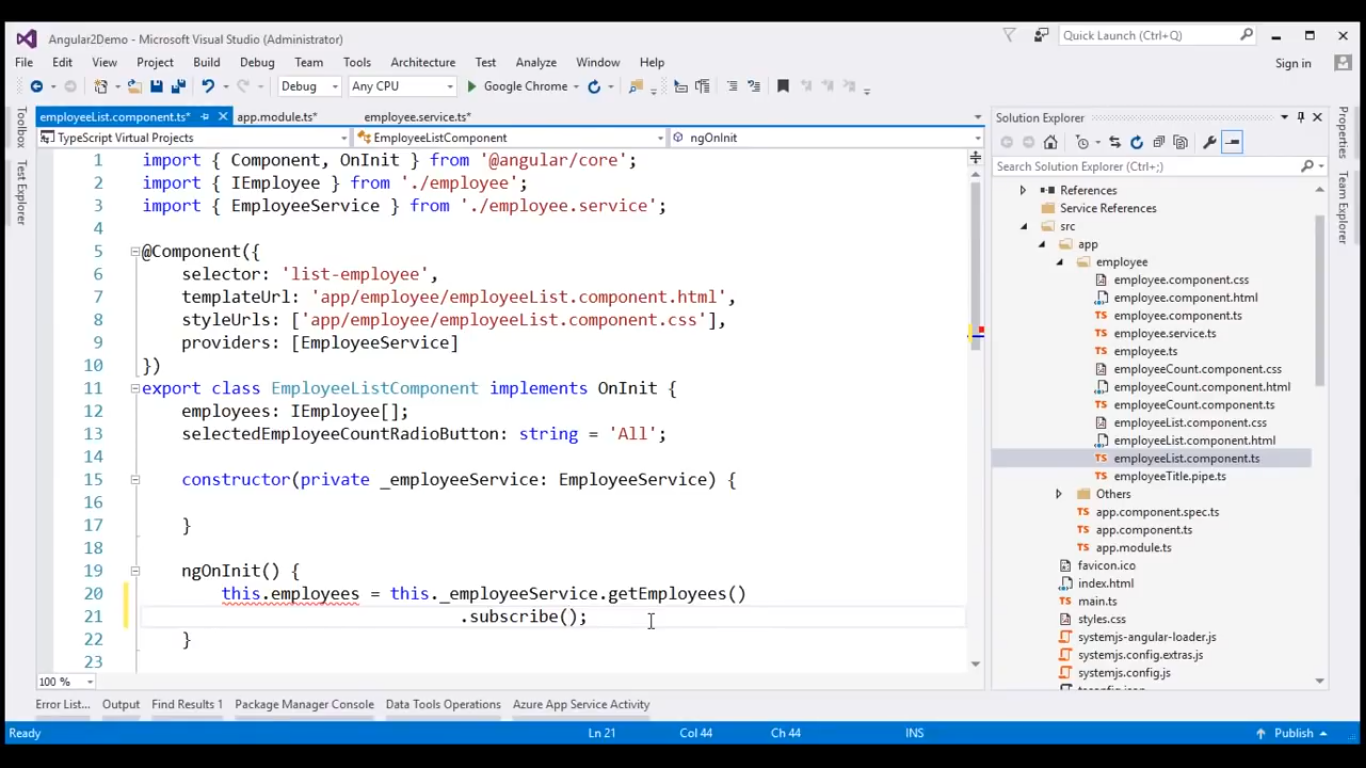 Angular2Demo - Microsoft Visual Studio (Administrator)
Quick Launch (Ctrl+Q)
File Edit View Project Build Debug Team Tools Architecture Test Analyze Window Help
Sign in
Debug Any CPU Google Chrome
Toolbox
Test Explorer
employeeList.component.ts* app.module.ts* employee.service.ts*
TypeScript Virtual Projects EmployeeListComponent ngOnInit
1 import { Component, OnInit } from '@angular/core';
2 import { IEmployee } from './employee';
3 import { EmployeeService } from './employee.service';
4
5 @Component({
6 selector: 'list-employee',
7 templateUrl: 'app/employee/employeeList.component.html',
8 styleUrls: ['app/employee/employeeList.component.css'],
9 providers: [EmployeeService]
10 })
11 export class EmployeeListComponent implements OnInit {
12 employees: IEmployee[];
13 selectedEmployeeCountRadioButton: string = 'All';
14
15 constructor(private _employeeService: EmployeeService) {
16
17 }
18
19 ngOnInit() {
20 this.employees = this._employeeService.getEmployees()
21 .subscribe();
22 }
23
100 %
Solution Explorer
Search Solution Explorer (Ctrl+;)
References
Service References
src
app
employee
employee.component.css
employee.component.html
TS employee.component.ts
TS employee.service.ts
TS employee.ts
employeeCount.component.css
employeeCount.component.html
TS employeeCount.component.ts
employeeList.component.css
employeeList.component.html
TS employeeList.component.ts
TS employeeTitle.pipe.ts
Others
TS app.component.spec.ts
TS app.component.ts
TS app.module.ts
favicon.ico
index.html
TS main.ts
styles.css
systemjs-angular-loader.js
systemjs.config.extras.js
systemjs.config.js
Properties
Team Explorer
Error List... Output Find Results 1 Package Manager Console Data Tools Operations Azure App Service Activity
Ready Ln 21 Col 44 Ch 44 INS Publish